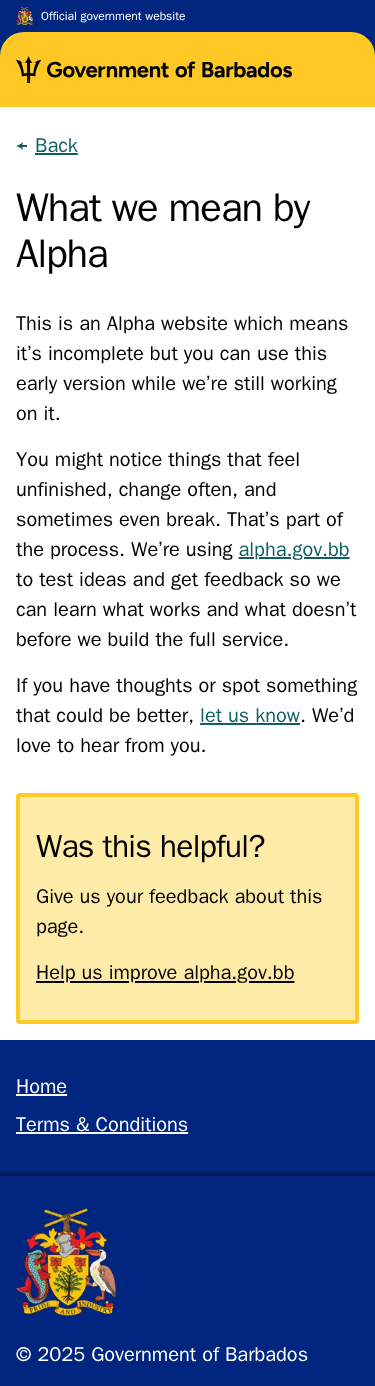 Official government website
Government of Barbados
Back
What we mean by
Alpha
This is an Alpha website which means
it’s incomplete but you can use this
early version while we’re still working
on it.
You might notice things that feel
unfinished, change often, and
sometimes even break. That’s part of
the process. We’re using alpha.gov.bb
to test ideas and get feedback so we
can learn what works and what doesn’t
before we build the full service.
If you have thoughts or spot something
that could be better, let us know. We’d
love to hear from you.
Was this helpful?
Give us your feedback about this
page.
Help us improve alpha.gov.bb
Home
Terms & Conditions
PRIDE AND INDUSTRY
© 2025 Government of Barbados